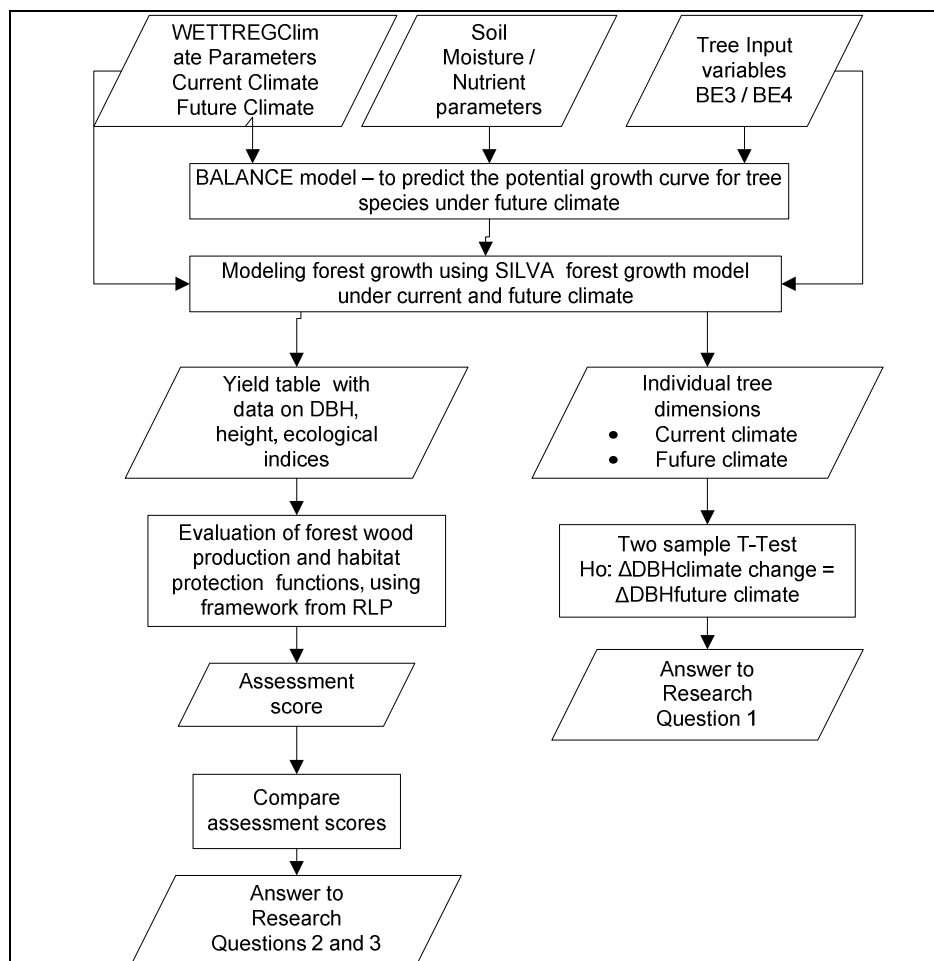 WETTREGClim
ate Parameters
Current Climate
Future Climate
Soil
Moisture /
Nutrient
parameters
Tree Input
variables
BE3 / BE4
BALANCE model – to predict the potential growth curve for tree
species under future climate
Modeling forest growth using SILVA forest growth model
under current and future climate
Yield table with
data on DBH,
height, ecological
indices
Individual tree
dimensions
• Current climate
• Fufure climate
Evaluation of forest wood
production and habitat
protection functions, using
framework from RLP
Two sample T-Test
Ho: ΔDBHclimate change =
ΔDBHfuture climate
Assessment
score
Answer to
Research
Question 1
Compare
assessment scores
Answer to
Research
Questions 2 and 3